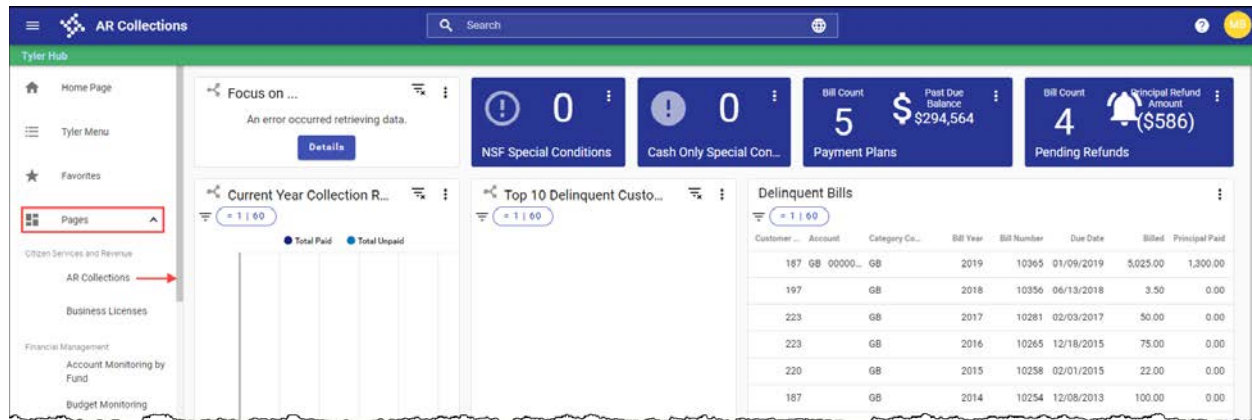 AR Collections
Search
MB
Tyler Hub
Home Page
Tyler Menu
Favorites
Pages
Citizen Services and Revenue
AR Collections
Business Licenses
Financial Management
Account Monitoring by
Fund
Budget Monitoring
Focus on ...
An error occurred retrieving data.
Details
0
NSF Special Conditions
0
Cash Only Special Con...
Bill Count
5
Past Due
Balance
$294,564
Payment Plans
Bill Count
4
Principal Refund
Amount
($586)
Pending Refunds
Current Year Collection R...
= 1 | 60
Total Paid Total Unpaid
Top 10 Delinquent Custo...
= 1 | 60
Delinquent Bills
= 1 | 60
Customer ... Account Category Co... Bill Year Bill Number Due Date Billed Principal Paid
187 GB 00000... GB 2019 10365 01/09/2019 5,025.00 1,300.00
197 GB 2018 10356 06/13/2018 3.50 0.00
223 GB 2017 10281 02/03/2017 50.00 0.00
223 GB 2016 10265 12/18/2015 75.00 0.00
220 GB 2015 10258 02/01/2015 22.00 0.00
187 GB 2014 10254 12/08/2013 100.00 0.00